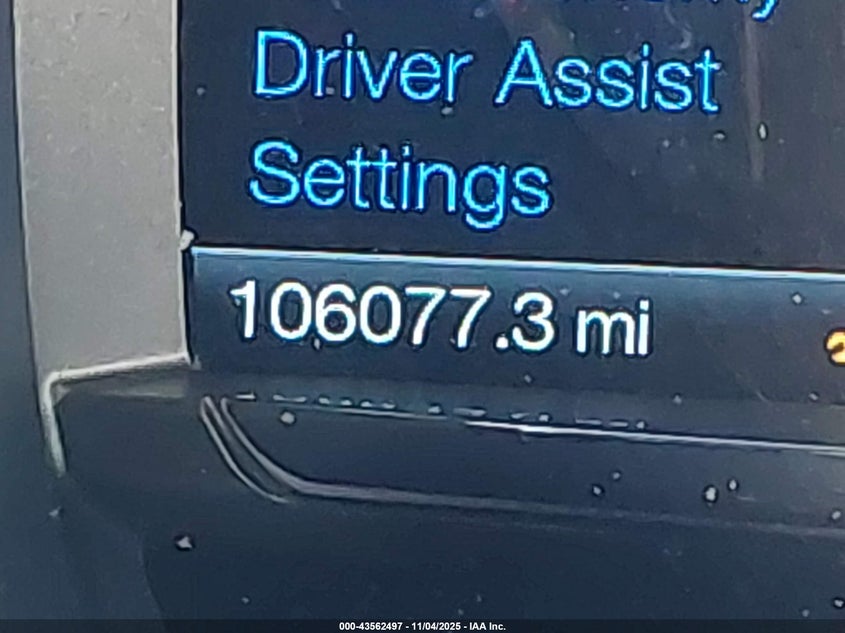 Driver Assist
Settings
106077.3 mi
000-43562497 - 11/04/2025 - IAA Inc.